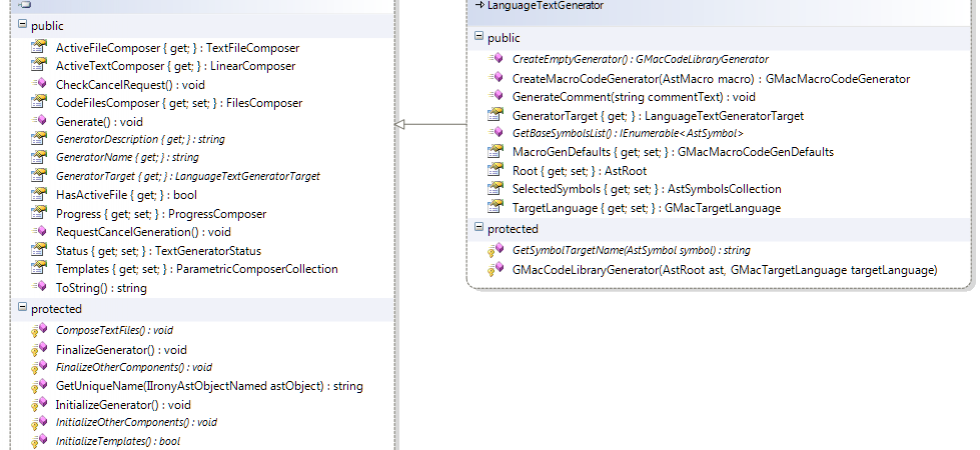 public
ActiveFileComposer { get; } : TextFileComposer
ActiveTextComposer { get; } : LinearComposer
CheckCancelRequest() : void
CodeFilesComposer { get; set; } : FilesComposer
Generate() : void
GeneratorDescription { get; } : string
GeneratorName { get; } : string
GeneratorTarget { get; } : LanguageTextGeneratorTarget
HasActiveFile { get; } : bool
Progress { get; set; } : ProgressComposer
RequestCancelGeneration() : void
Status { get; set; } : TextGeneratorStatus
Templates { get; set; } : ParametricComposerCollection
ToString() : string
protected
ComposeTextFiles() : void
FinalizeGenerator() : void
FinalizeOtherComponents() : void
GetUniqueName(IIronyAstObjectNamed astObject) : string
InitializeGenerator() : void
InitializeOtherComponents() : void
InitializeTemplates() : bool
LanguageTextGenerator
public
CreateEmptyGenerator() : GMacCodeLibraryGenerator
CreateMacroCodeGenerator(AstMacro macro) : GMacMacroCodeGenerator
GenerateComment(string commentText) : void
GeneratorTarget { get; } : LanguageTextGeneratorTarget
GetBaseSymbolsList() : IEnumerable<AstSymbol>
MacroGenDefaults { get; set; } : GMacMacroCodeGenDefaults
Root { get; set; } : AstRoot
SelectedSymbols { get; set; } : AstSymbolsCollection
TargetLanguage { get; set; } : GMacTargetLanguage
protected
GetSymbolTargetName(AstSymbol symbol) : string
GMacCodeLibraryGenerator(AstRoot ast, GMacTargetLanguage targetLanguage)